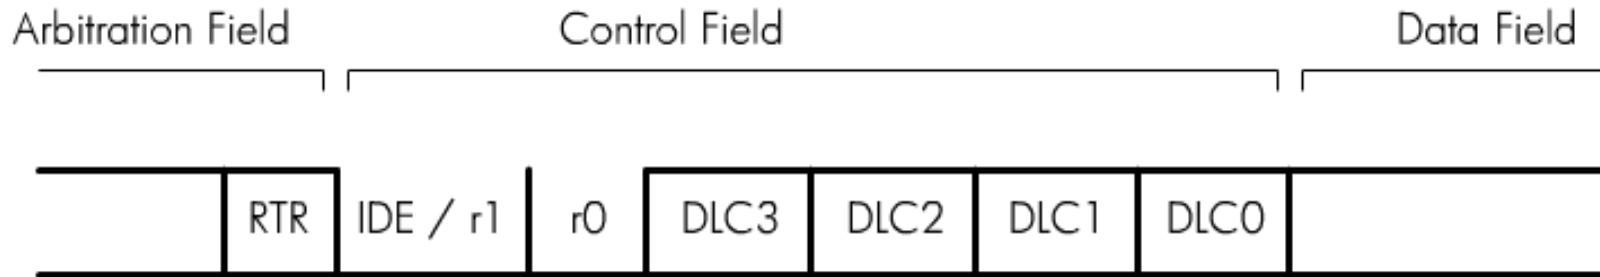 Arbitration Field Control Field Data Field
RTR IDE / r1 r0 DLC3 DLC2 DLC1 DLC0